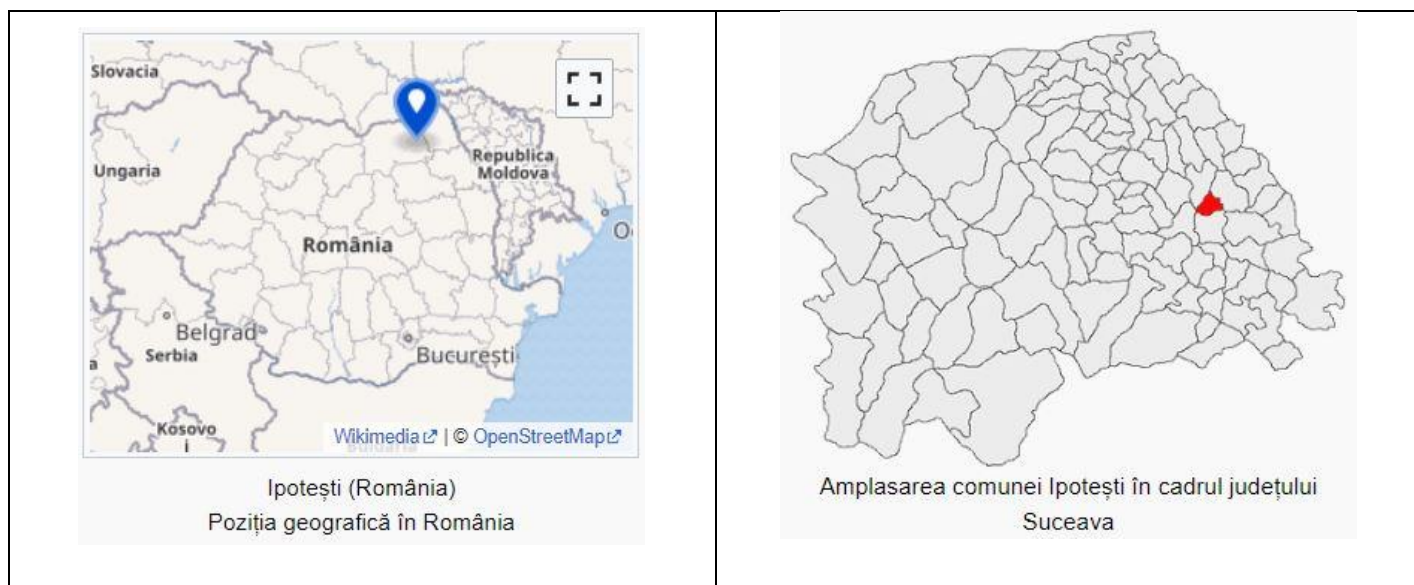 Slovacia
Ungaria
Republica
Moldova
România
Belgrad
Serbia
București
Kosovo
Wikimedia | © OpenStreetMap
Ipotești (România)
Poziția geografică în România
Amplasarea comunei Ipotești în cadrul județului
Suceava